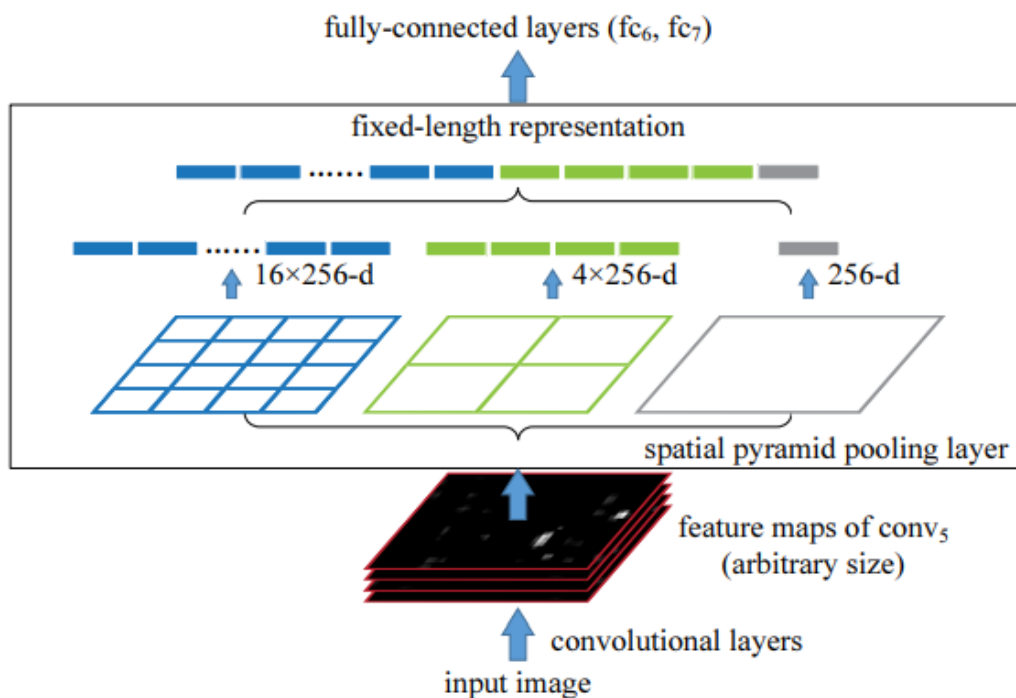 fully-connected layers (fc₆, fc₇)
fixed-length representation
......
......
16×256-d
4×256-d
256-d
spatial pyramid pooling layer
feature maps of conv₅
(arbitrary size)
convolutional layers
input image